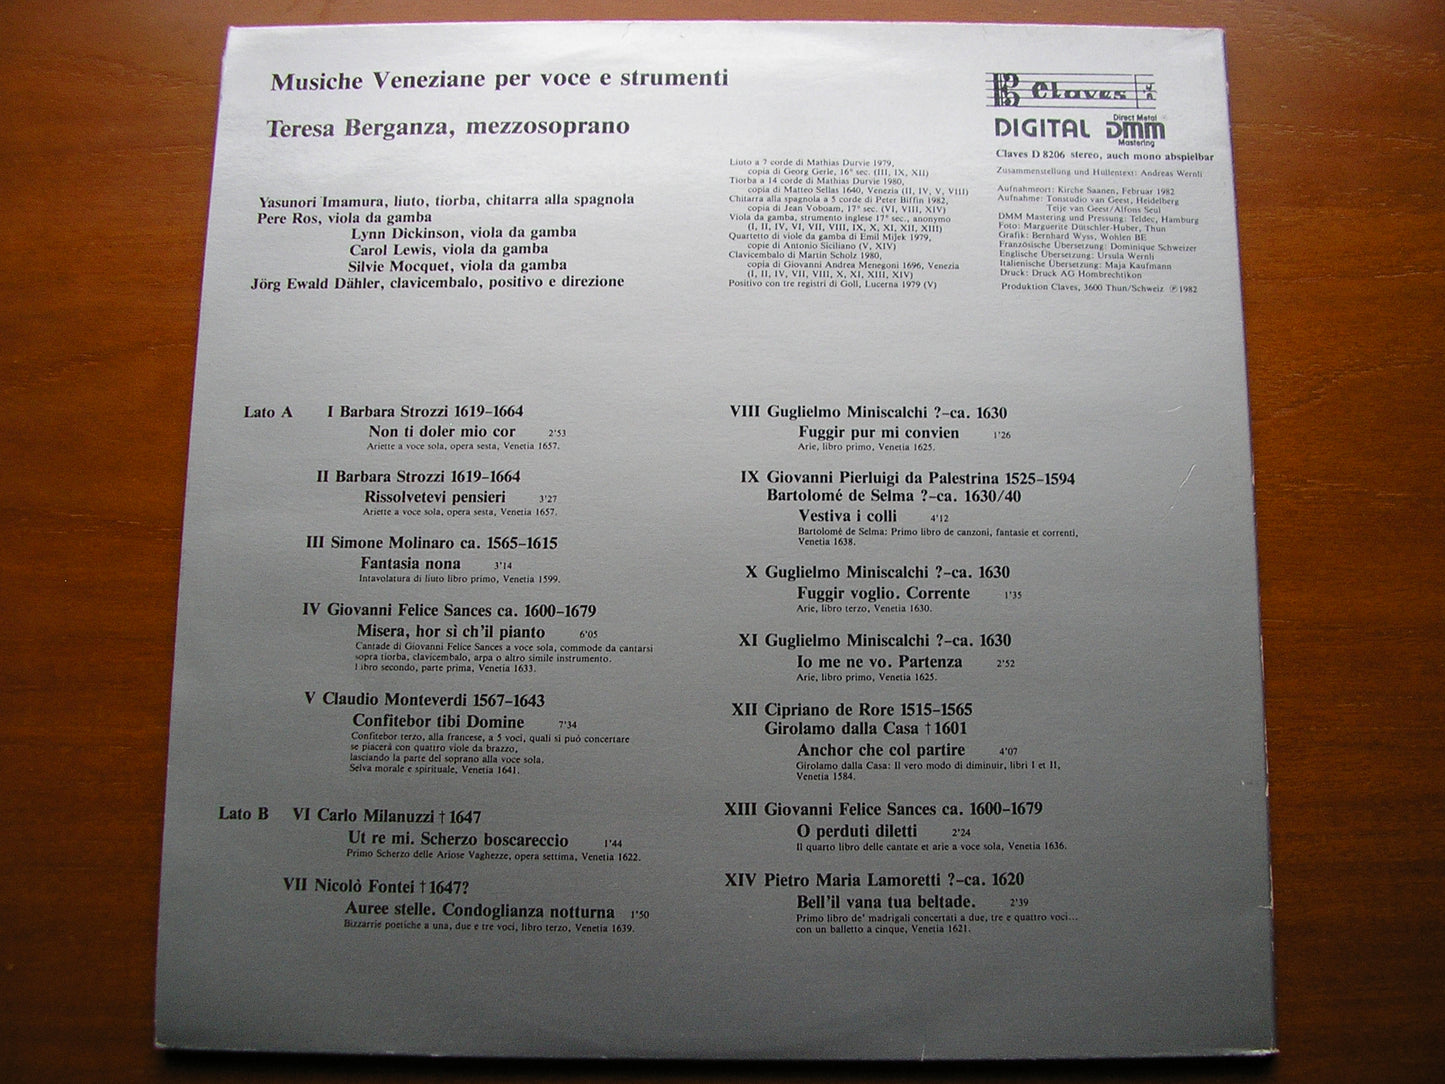 Musiche Veneziane per voce e strumenti
Teresa Berganza, mezzosoprano
Yasunori Imamura, liuto, tiorba, chitarra alla spagnola
Pere Ros, viola da gamba
Lynn Dickinson, viola da gamba
Carol Lewis, viola da gamba
Silvie Mocquet, viola da gamba
Jörg Ewald Dähler, clavicembalo, positivo e direzione
Liuto a 7 corde di Mathias Durvie 1979,
copia di Georg Gerle, 16° sec. (III, IX, XII)
Tiorba a 14 corde di Mathias Durvie 1980,
copia di Matteo Sellas 1640, Venezia (II, IV, V, VIII)
Chitarra alla spagnola a 5 corde di Peter Biffin 1982,
copia di Jean Voboam, 17° sec. (VI, VIII, XIV)
Viola da gamba, strumento inglese 17° sec., anonymo
(I, II, IV, VI, VII, VIII, IX, X, XI, XII, XIII)
Quartetto di viole da gamba di Emil Mijek 1979,
copie di Antonio Siciliano (V, XIV)
Clavicembalo di Martin Scholz 1980,
copia di Giovanni Andrea Menegoni 1696, Venezia
(I, II, IV, VII, VIII, X, XI, XIII, XIV)
Positivo con tre registri di Goll, Lucerna 1979 (V)
Claves
DIGITAL
Direct Metal
DMM
Mastering
Claves D 8206 stereo, auch mono abspielbar
Zusammenstellung und Hüllentext: Andreas Wernli
Aufnahmeort: Kirche Saanen, Februar 1982
Aufnahme: Tonstudio van Geest, Heidelberg
Teije van Geest/Alfons Seul
DMM Mastering und Pressung: Teldec, Hamburg
Foto: Marguerite Dütschler-Huber, Thun
Grafik: Bernhard Wyss, Wohlen BE
Französische Übersetzung: Dominique Schweizer
Englische Übersetzung: Ursula Wernli
Italienische Übersetzung: Maja Kaufmann
Druck: Druck AG Hombrechtikon
Produktion Claves, 3600 Thun/Schweiz ℗ 1982
Lato A I Barbara Strozzi 1619–1664
Non ti doler mio cor 2'53
Ariette a voce sola, opera sesta, Venetia 1657.
II Barbara Strozzi 1619–1664
Rissolvetevi pensieri 3'27
Ariette a voce sola, opera sesta, Venetia 1657.
III Simone Molinaro ca. 1565–1615
Fantasia nona 3'14
Intavolatura di liuto libro primo, Venetia 1599.
IV Giovanni Felice Sances ca. 1600–1679
Misera, hor sì ch'il pianto 6'05
Cantade di Giovanni Felice Sances a voce sola, commode da cantarsi
sopra tiorba, clavicembalo, arpa o altro simile instrumento.
Libro secondo, parte prima, Venetia 1633.
V Claudio Monteverdi 1567–1643
Confitebor tibi Domine 7'34
Confitebor terzo, alla francese, a 5 voci, quali si può concertare
se piacerà con quattro viole da brazzo,
lasciando la parte del soprano alla voce sola.
Selva morale e spirituale, Venetia 1641.
Lato B VI Carlo Milanuzzi † 1647
Ut re mi. Scherzo boscareccio 1'44
Primo Scherzo delle Ariose Vaghezze, opera settima, Venetia 1622.
VII Nicolò Fontei † 1647?
Auree stelle. Condoglianza notturna 1'50
Bizzarrie poetiche a una, due e tre voci, libro terzo, Venetia 1639.
VIII Guglielmo Miniscalchi ?–ca. 1630
Fuggir pur mi convien 1'26
Arie, libro primo, Venetia 1625.
IX Giovanni Pierluigi da Palestrina 1525–1594
Bartolomé de Selma ?–ca. 1630/40
Vestiva i colli 4'12
Bartolomé de Selma: Primo libro de canzoni, fantasie et correnti,
Venetia 1638.
X Guglielmo Miniscalchi ?–ca. 1630
Fuggir voglio. Corrente 1'35
Arie, libro terzo, Venetia 1630.
XI Guglielmo Miniscalchi ?–ca. 1630
Io me ne vo. Partenza 2'52
Arie, libro primo, Venetia 1625.
XII Cipriano de Rore 1515–1565
Girolamo dalla Casa † 1601
Anchor che col partire 4'07
Girolamo dalla Casa: Il vero modo di diminuir, libri I et II,
Venetia 1584.
XIII Giovanni Felice Sances ca. 1600–1679
O perduti diletti 2'24
Il quarto libro delle cantate et arie a voce sola, Venetia 1636.
XIV Pietro Maria Lamoretti ?–ca. 1620
Bell'il vana tua beltade. 2'39
Primo libro de' madrigali concertati a due, tre e quattro voci...
con un balletto a cinque, Venetia 1621.